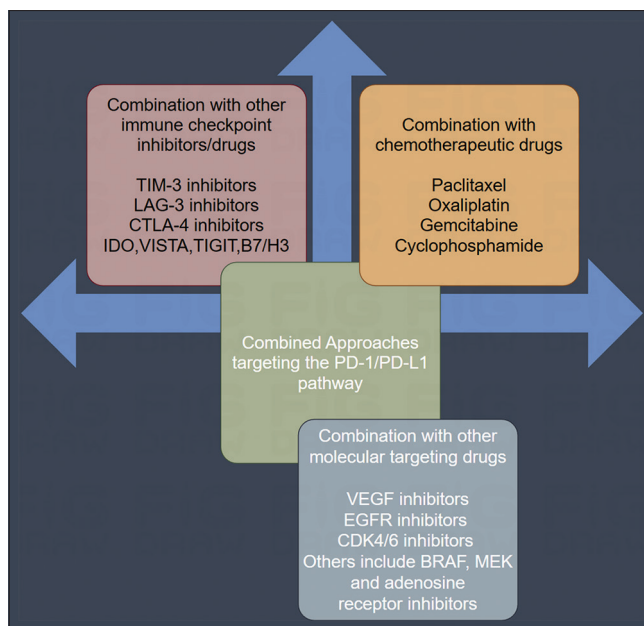 Combination with other
immune checkpoint
inhibitors/drugs
TIM-3 inhibitors
LAG-3 inhibitors
CTLA-4 inhibitors
IDO,VISTA,TIGIT,B7/H3
Combination with
chemotherapeutic drugs
Paclitaxel
Oxaliplatin
Gemcitabine
Cyclophosphamide
Combined Approaches
targeting the PD-1/PD-L1
pathway
Combination with other
molecular targeting drugs
VEGF inhibitors
EGFR inhibitors
CDK4/6 inhibitors
Others include BRAF, MEK
and adenosine
receptor inhibitors